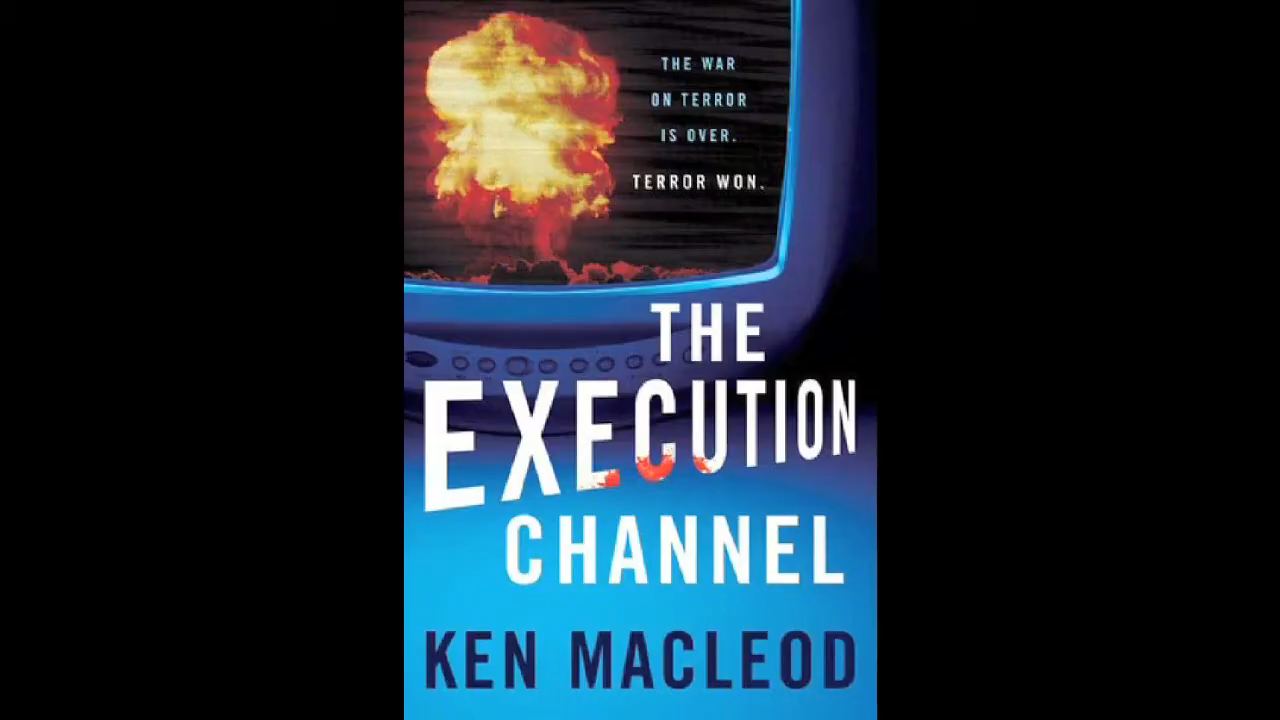 THE WAR
ON TERROR
IS OVER.
TERROR WON.
THE
EXECUTION
CHANNEL
KEN MACLEOD